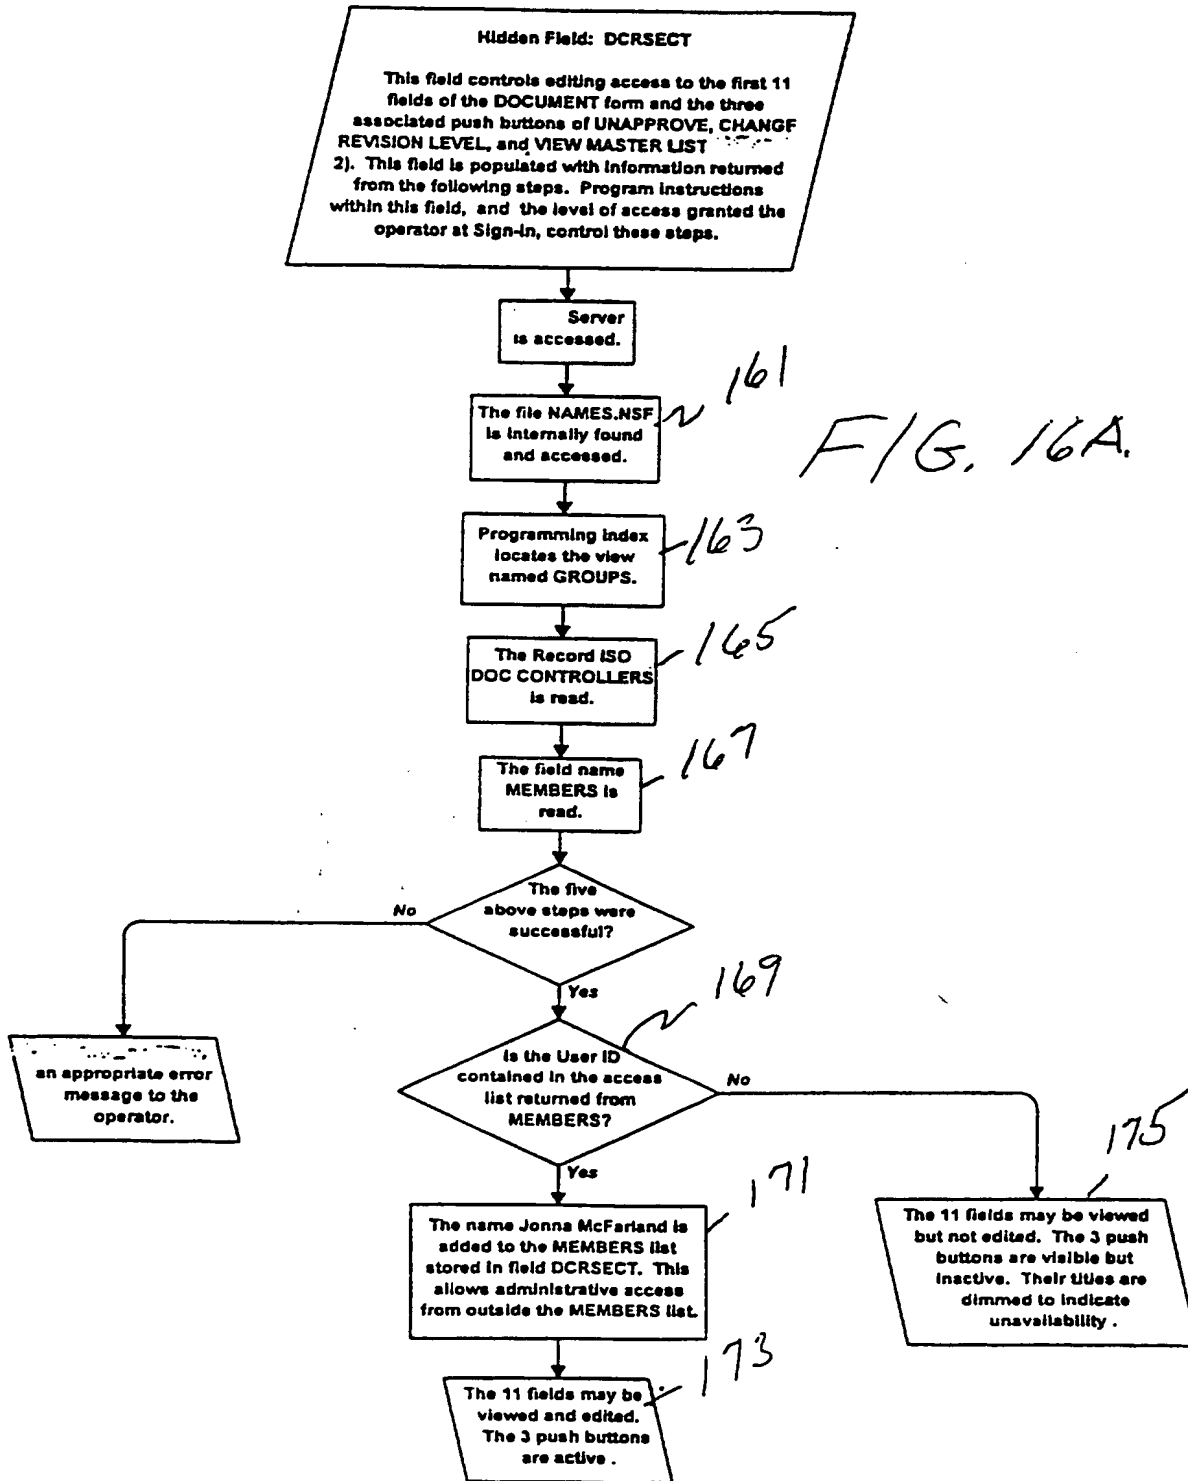 Hidden Field: DCRSECT
This field controls editing access to the first 11
fields of the DOCUMENT form and the three
associated push buttons of UNAPPROVE, CHANGF
REVISION LEVEL, and VIEW MASTER LIST
2). This field is populated with information returned
from the following steps. Program instructions
within this field, and the level of access granted the
operator at Sign-in, control these steps.
Server
is accessed.
161
The file NAMES.NSF
is internally found
and accessed.
FIG. 16A.
Programming index
locates the view
named GROUPS.
163
The Record ISO
DOC CONTROLLERS
is read.
165
The field name
MEMBERS is
read.
167
The five
above steps were
successful?
No
Yes
169
an appropriate error
message to the
operator.
Is the User ID
contained in the access
list returned from
MEMBERS?
No
Yes
171
175
The name Jonna McFarland is
added to the MEMBERS list
stored in field DCRSECT. This
allows administrative access
from outside the MEMBERS list.
The 11 fields may be viewed
but not edited. The 3 push
buttons are visible but
inactive. Their titles are
dimmed to indicate
unavailability .
173
The 11 fields may be
viewed and edited.
The 3 push buttons
are active .